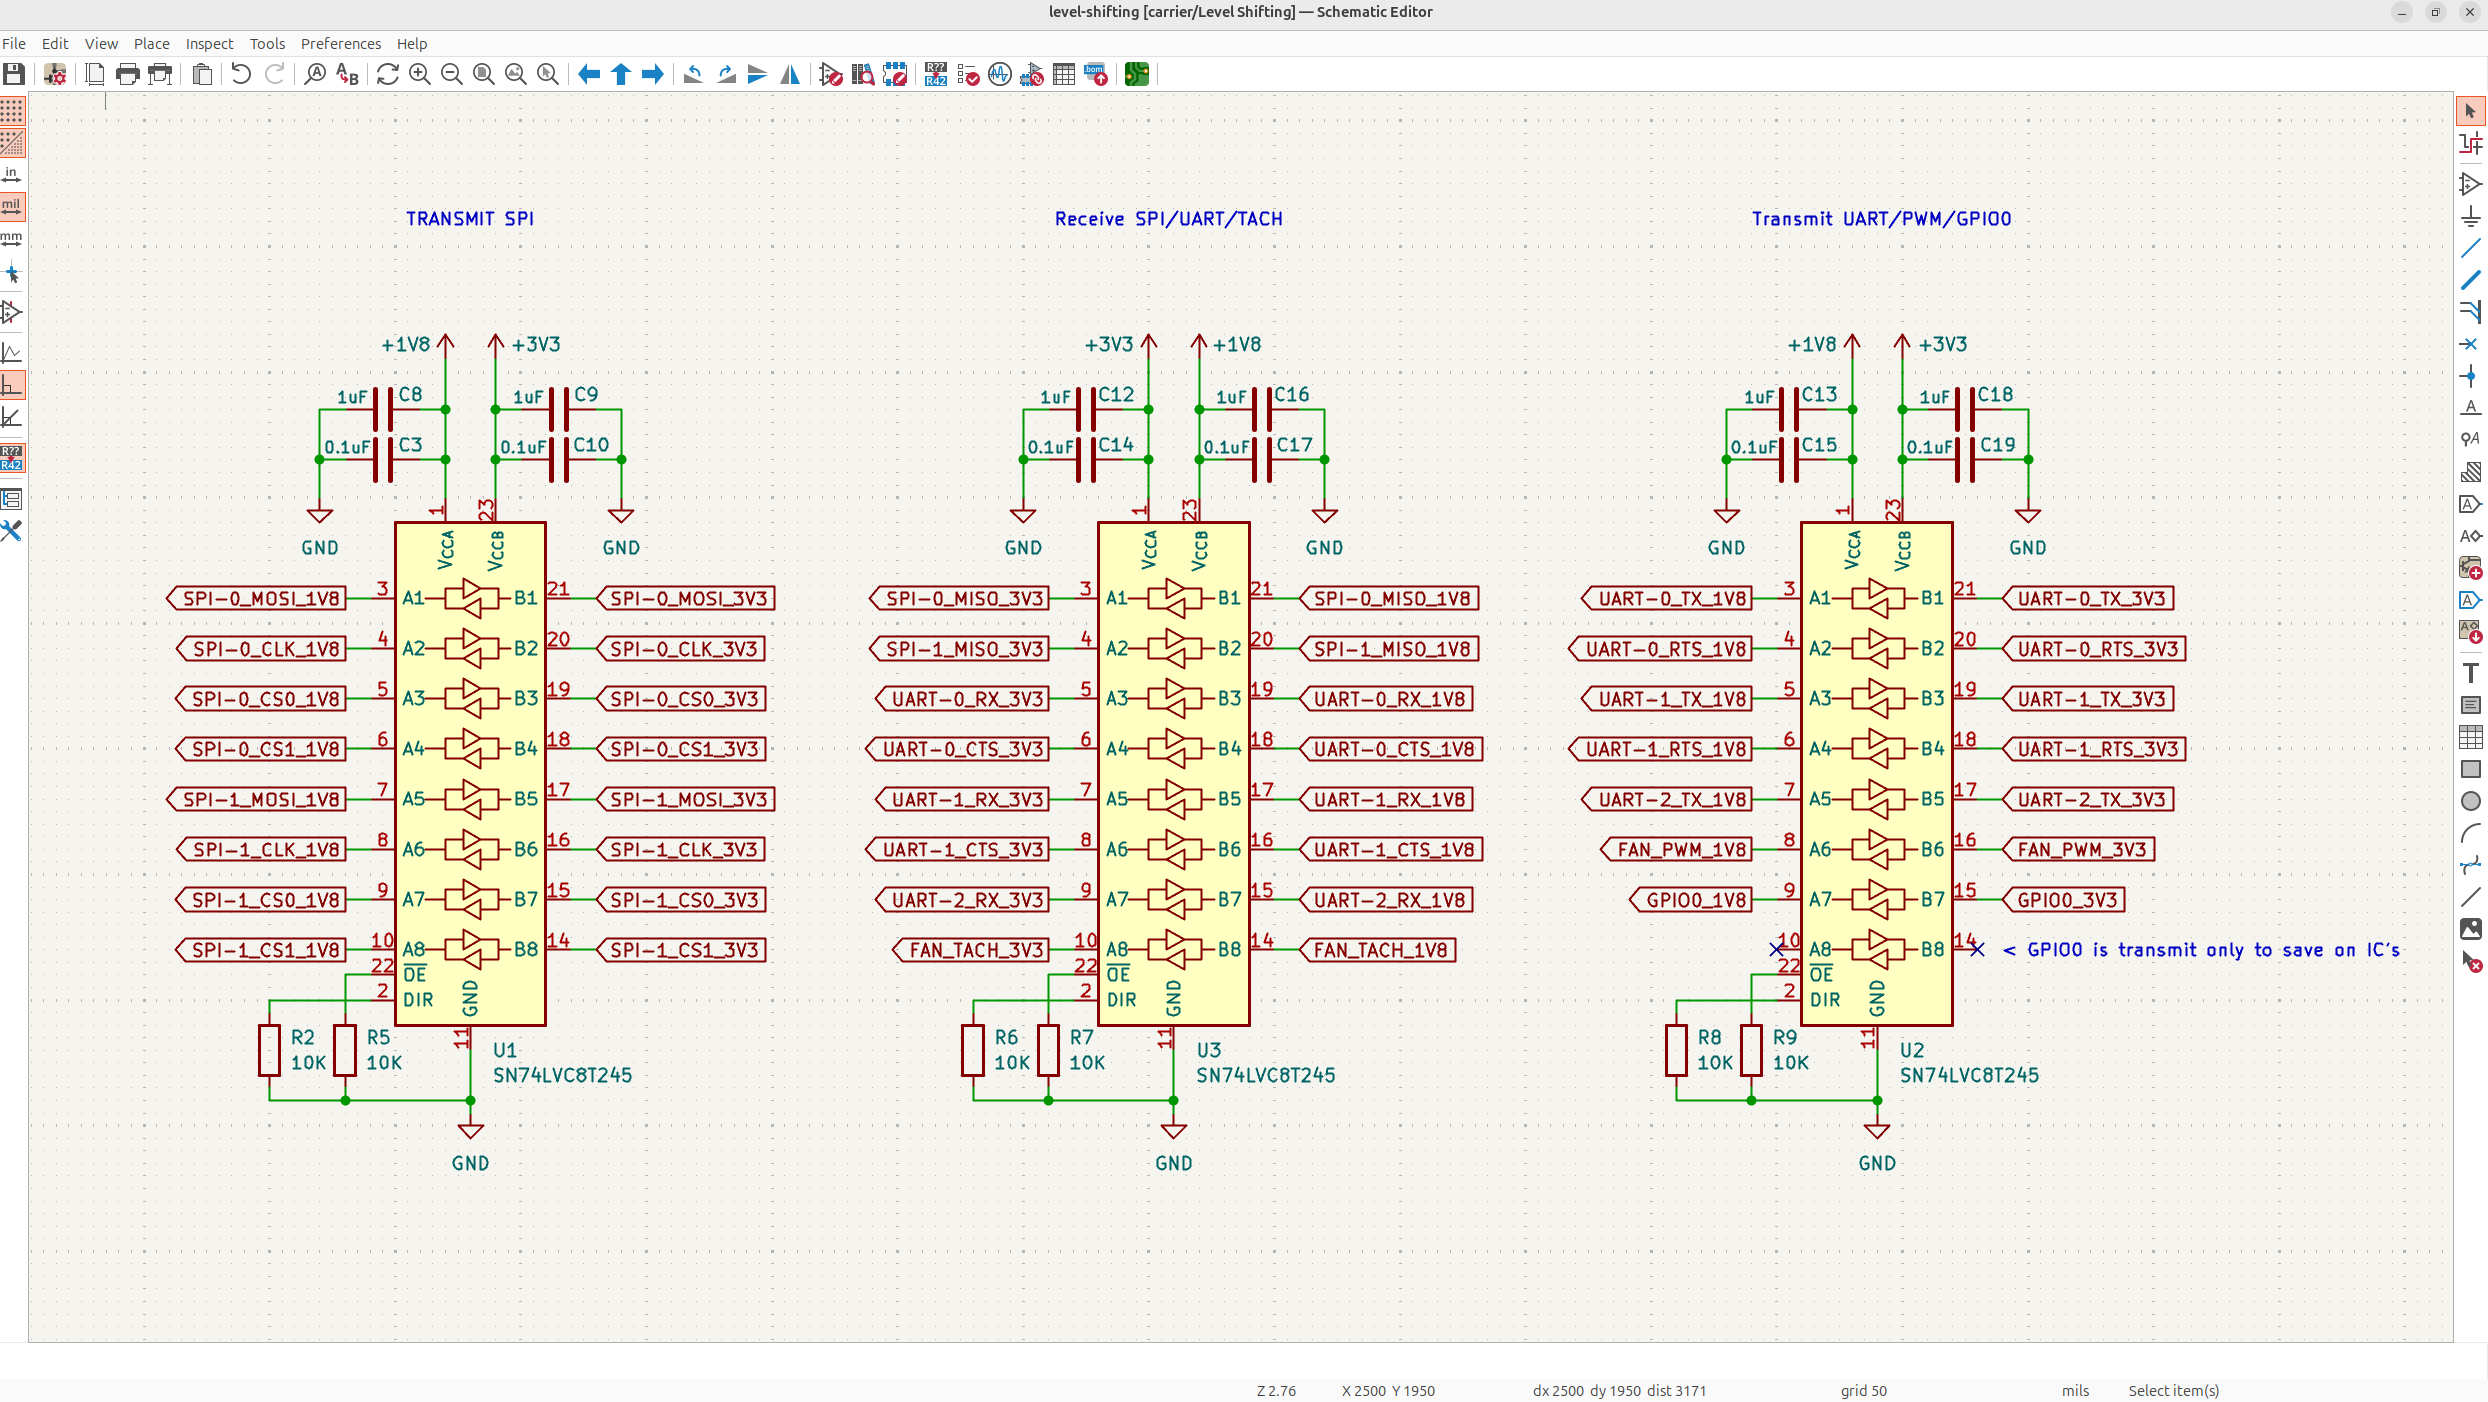 level-shifting [carrier/Level Shifting] — Schematic Editor
File Edit View Place Inspect Tools Preferences Help
in
mil
mm
R??
R42
TRANSMIT SPI
+1V8
+3V3
1uF C8
1uF C9
0.1uF C3
0.1uF C10
GND
GND
1
23
VCCA
VCCB
SPI-0_MOSI_1V8 3 A1 B1 21 SPI-0_MOSI_3V3
SPI-0_CLK_1V8 4 A2 B2 20 SPI-0_CLK_3V3
SPI-0_CS0_1V8 5 A3 B3 19 SPI-0_CS0_3V3
SPI-0_CS1_1V8 6 A4 B4 18 SPI-0_CS1_3V3
SPI-1_MOSI_1V8 7 A5 B5 17 SPI-1_MOSI_3V3
SPI-1_CLK_1V8 8 A6 B6 16 SPI-1_CLK_3V3
SPI-1_CS0_1V8 9 A7 B7 15 SPI-1_CS0_3V3
SPI-1_CS1_1V8 10 A8 B8 14 SPI-1_CS1_3V3
22 OE
2 DIR
GND
11
R2
10K
R5
10K
U1
SN74LVC8T245
GND
Receive SPI/UART/TACH
+3V3
+1V8
1uF C12
1uF C16
0.1uF C14
0.1uF C17
GND
GND
1
23
VCCA
VCCB
SPI-0_MISO_3V3 3 A1 B1 21 SPI-0_MISO_1V8
SPI-1_MISO_3V3 4 A2 B2 20 SPI-1_MISO_1V8
UART-0_RX_3V3 5 A3 B3 19 UART-0_RX_1V8
UART-0_CTS_3V3 6 A4 B4 18 UART-0_CTS_1V8
UART-1_RX_3V3 7 A5 B5 17 UART-1_RX_1V8
UART-1_CTS_3V3 8 A6 B6 16 UART-1_CTS_1V8
UART-2_RX_3V3 9 A7 B7 15 UART-2_RX_1V8
FAN_TACH_3V3 10 A8 B8 14 FAN_TACH_1V8
22 OE
2 DIR
GND
11
R6
10K
R7
10K
U3
SN74LVC8T245
GND
Transmit UART/PWM/GPIO0
+1V8
+3V3
1uF C13
1uF C18
0.1uF C15
0.1uF C19
GND
GND
1
23
VCCA
VCCB
UART-0_TX_1V8 3 A1 B1 21 UART-0_TX_3V3
UART-0_RTS_1V8 4 A2 B2 20 UART-0_RTS_3V3
UART-1_TX_1V8 5 A3 B3 19 UART-1_TX_3V3
UART-1_RTS_1V8 6 A4 B4 18 UART-1_RTS_3V3
UART-2_TX_1V8 7 A5 B5 17 UART-2_TX_3V3
FAN_PWM_1V8 8 A6 B6 16 FAN_PWM_3V3
GPIO0_1V8 9 A7 B7 15 GPIO0_3V3
10 A8 B8 14 < GPIO0 is transmit only to save on IC's
22 OE
2 DIR
GND
11
R8
10K
R9
10K
U2
SN74LVC8T245
GND
Z 2.76 X 2500 Y 1950 dx 2500 dy 1950 dist 3171 grid 50 mils Select item(s)